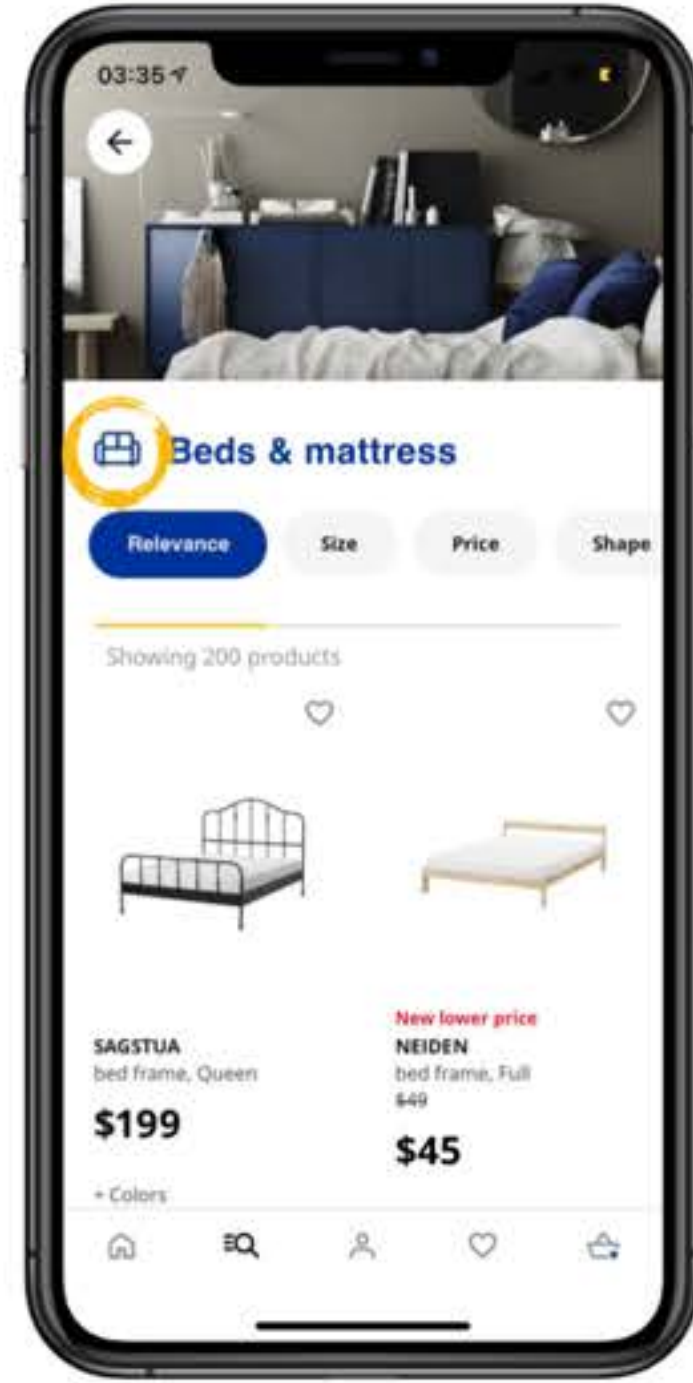 03:35
Beds & mattress
Relevance Size Price Shape
Showing 200 products
New lower price
SAGSTUA
NEIDEN
bed frame, Queen
bed frame, Full
$49
$199
$45
+ Colors